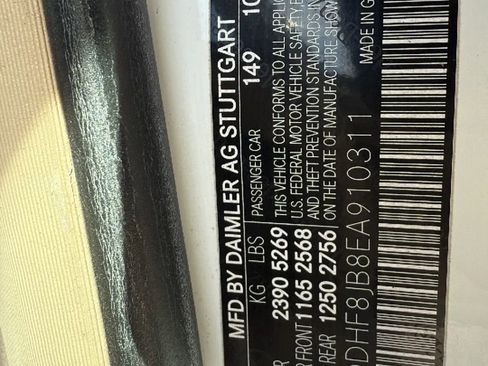 MFD BY DAIMLER AG STUTTGART
KG LBS PASSENGER CAR 149 10
2390 5269 THIS VEHICLE CONFORMS TO ALL APPLIC
FRONT 1165 2568 U.S. FEDERAL MOTOR VEHICLE SAFETY
REAR 1250 2756 AND THEFT PREVENTION STANDARDS IN
ON THE DATE OF MANUFACTURE
MADE IN G
DHF8JB8EA910311